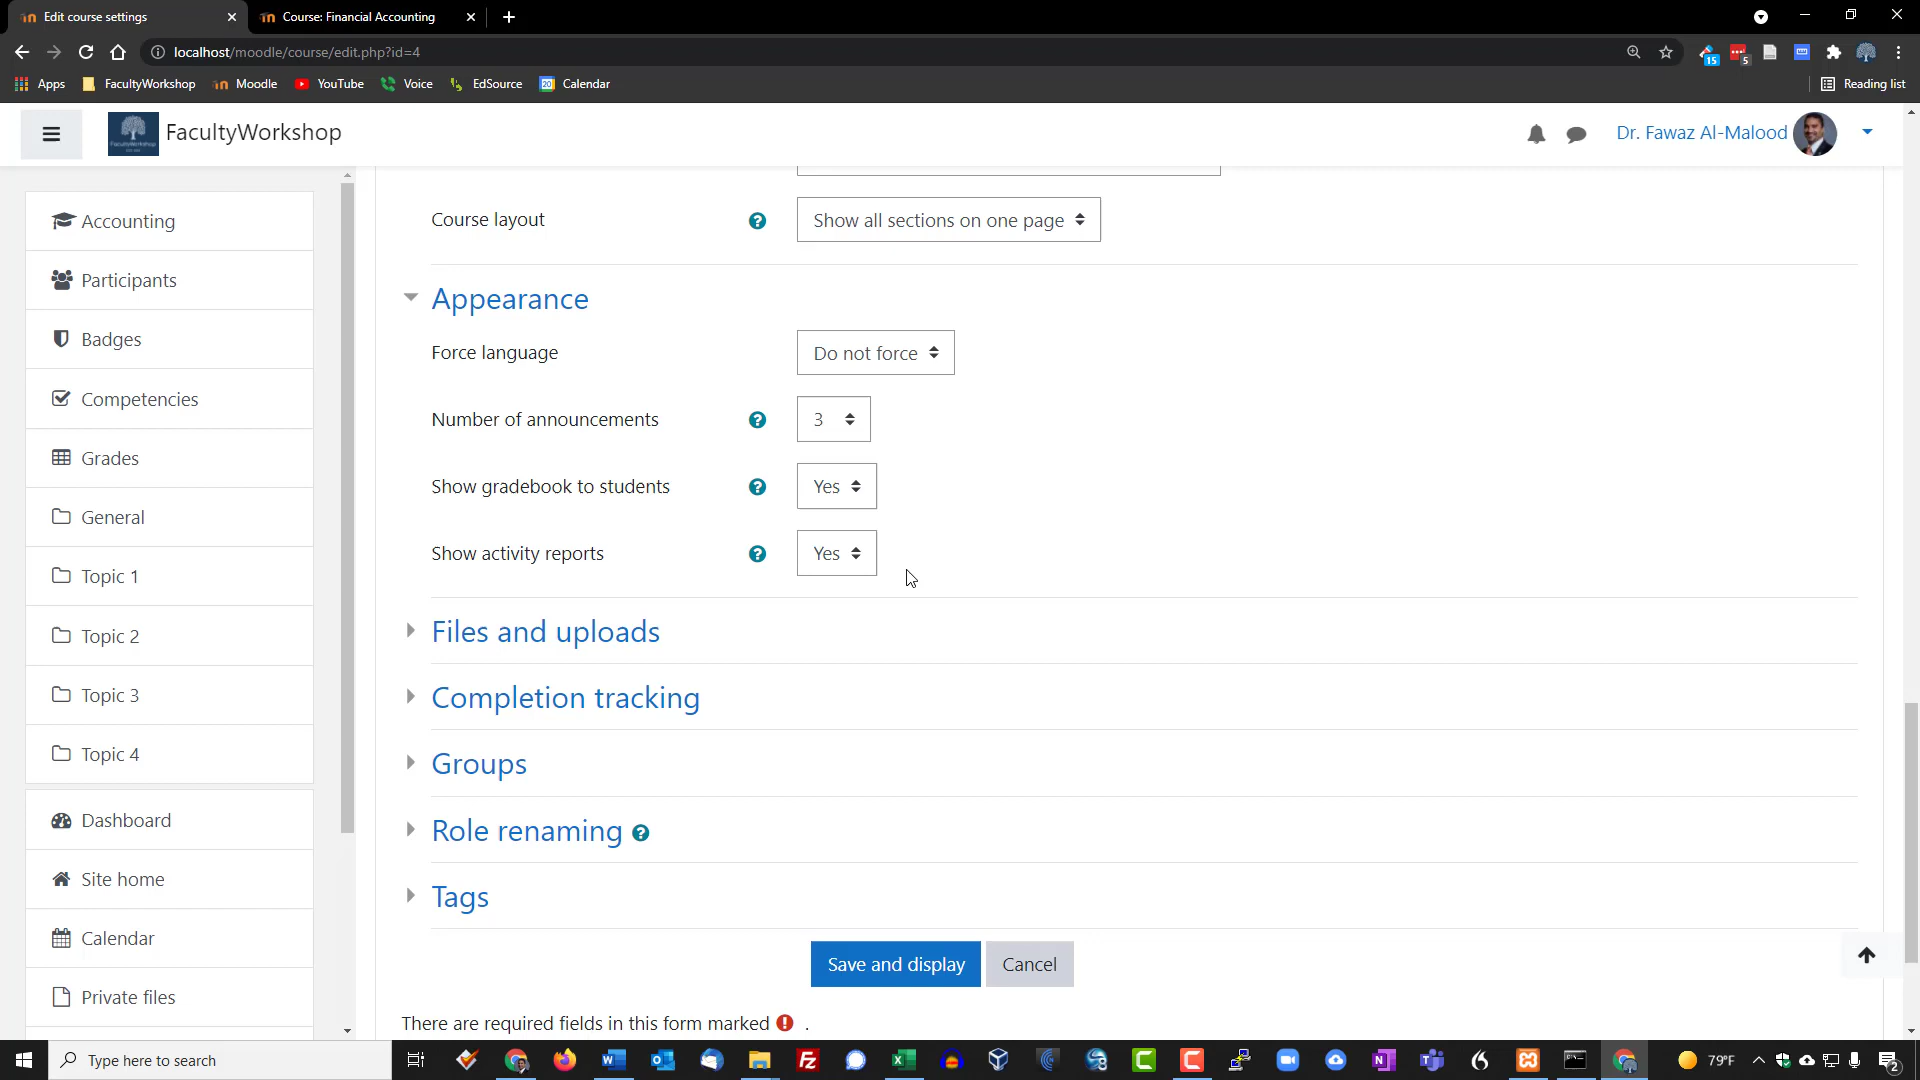 Edit course settings
Course: Financial Accounting
localhost/moodle/course/edit.php?id=4
15
5
Apps
FacultyWorkshop
Moodle
YouTube
Voice
EdSource
20
Calendar
Reading list
FacultyWorkshop
Dr. Fawaz Al-Malood
Accounting
Participants
Badges
Competencies
Grades
General
Topic 1
Topic 2
Topic 3
Topic 4
Dashboard
Site home
Calendar
Private files
Course layout
Show all sections on one page
Appearance
Force language
Do not force
Number of announcements
3
Show gradebook to students
Yes
Show activity reports
Yes
Files and uploads
Completion tracking
Groups
Role renaming
Tags
Save and display
Cancel
There are required fields in this form marked .
Type here to search
79°F
2